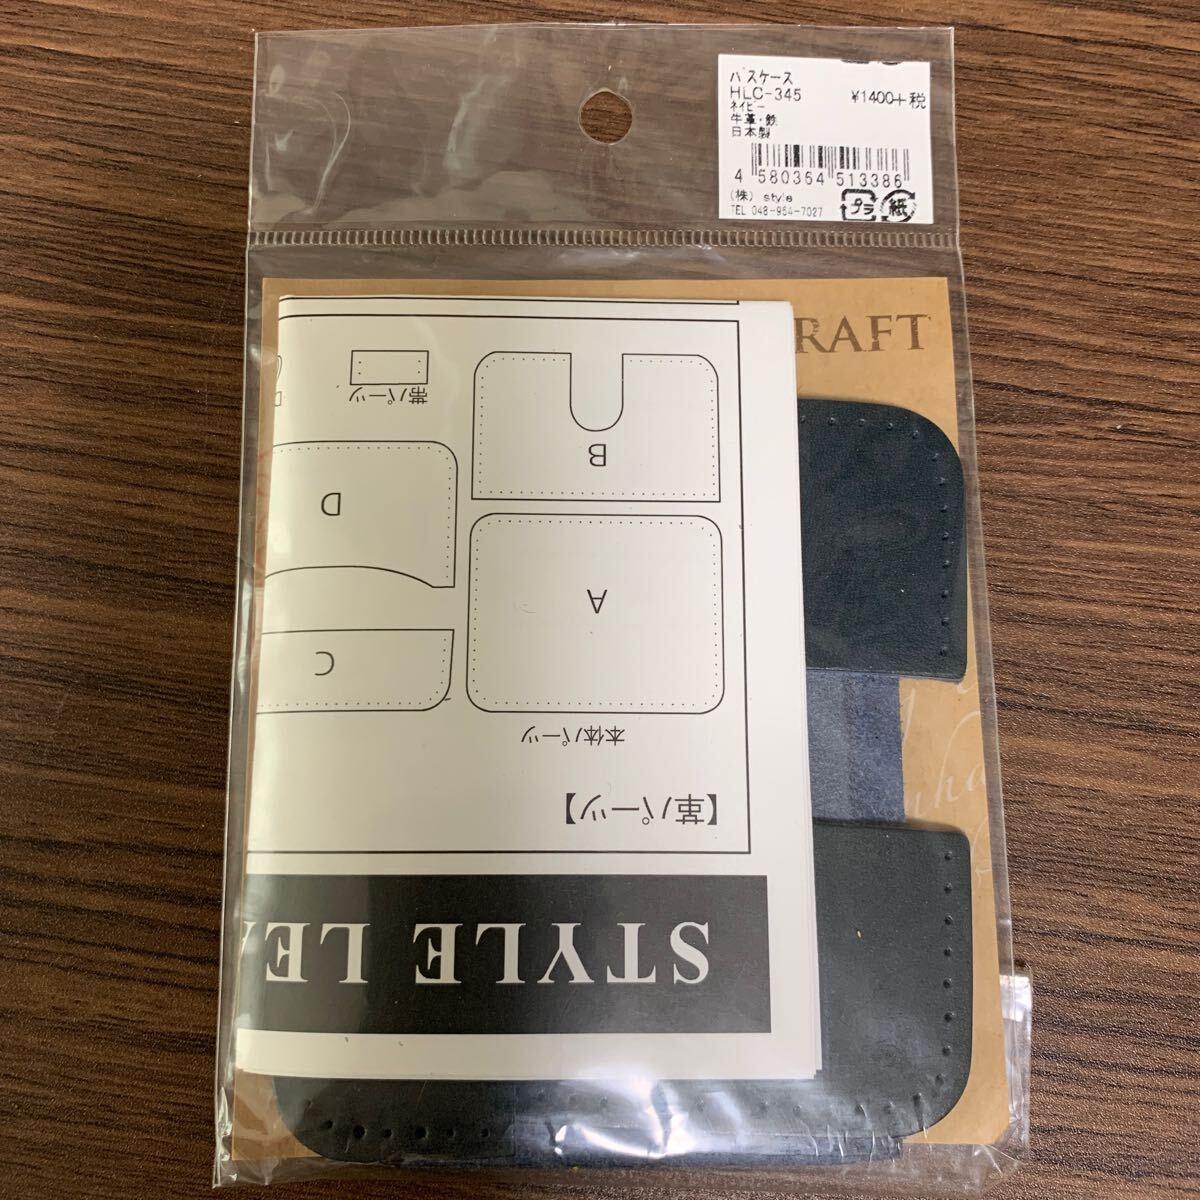 パスケース
HLC-345 ¥1400+税
ネイビー
牛革・鉄
日本製
4 580364 513386
(株) style
TEL 048-954-7027
プラ 紙
RAFT
STYLE LE
【革パーツ】
本体パーツ
A
C
B
D
帯パーツ